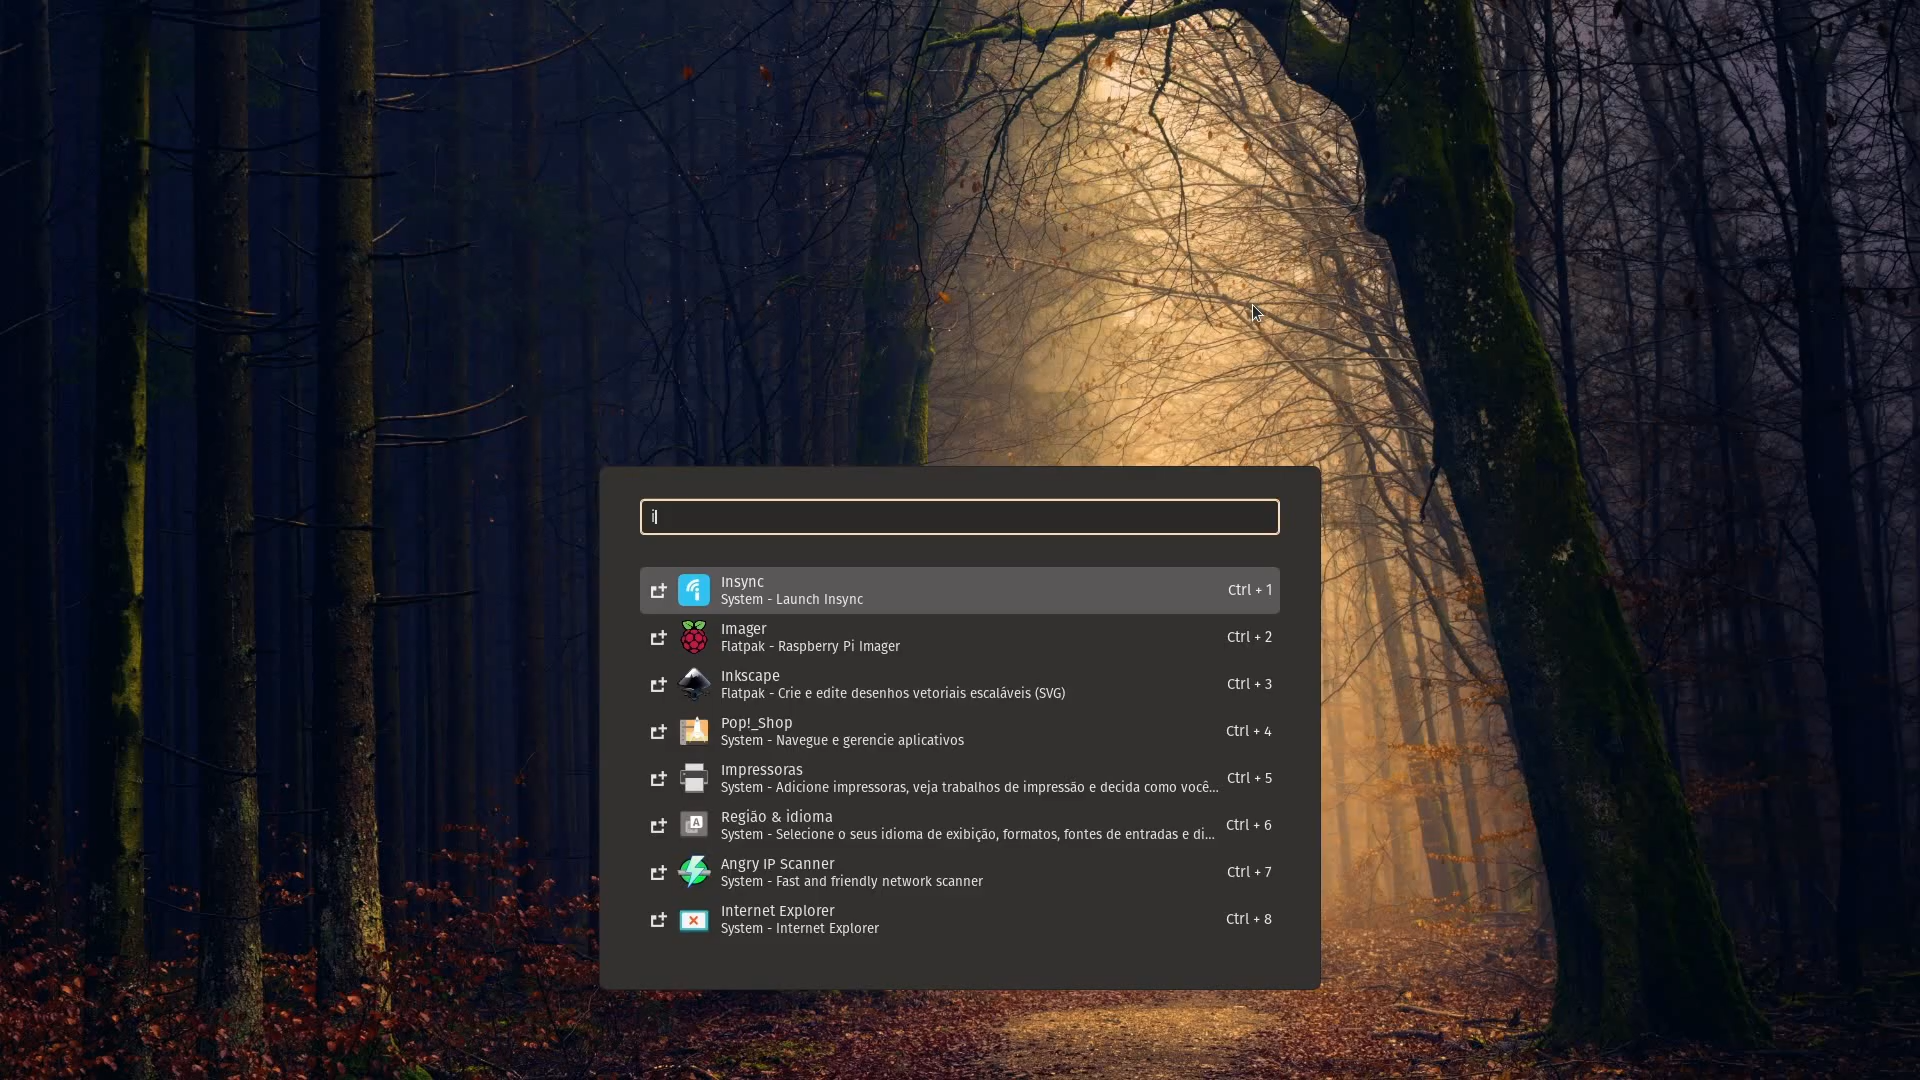 i
Insync
System - Launch Insync
Ctrl + 1
Imager
Flatpak - Raspberry Pi Imager
Ctrl + 2
Inkscape
Flatpak - Crie e edite desenhos vetoriais escaláveis (SVG)
Ctrl + 3
Pop!_Shop
System - Navegue e gerencie aplicativos
Ctrl + 4
Impressoras
System - Adicione impressoras, veja trabalhos de impressão e decida como você...
Ctrl + 5
Região & idioma
System - Selecione o seus idioma de exibição, formatos, fontes de entradas e di...
Ctrl + 6
Angry IP Scanner
System - Fast and friendly network scanner
Ctrl + 7
Internet Explorer
System - Internet Explorer
Ctrl + 8